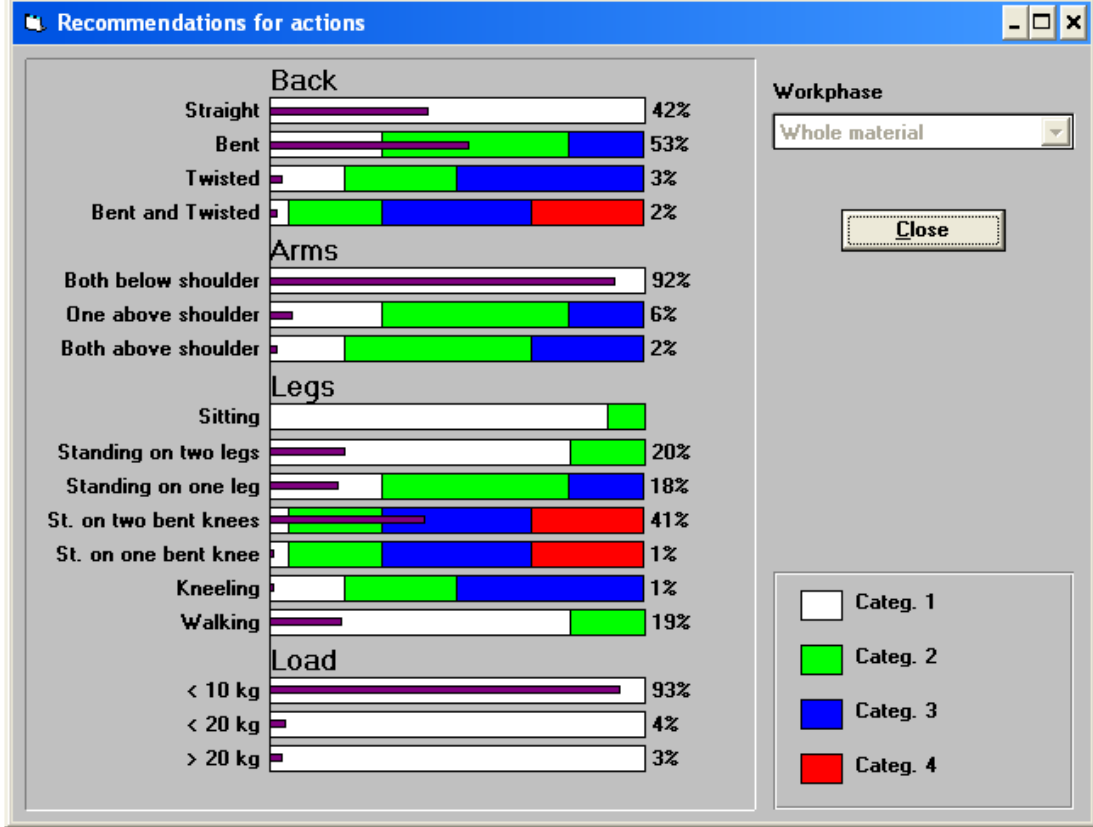 Recommendations for actions
Back
Straight 42%
Bent 53%
Twisted 3%
Bent and Twisted 2%
Arms
Both below shoulder 92%
One above shoulder 6%
Both above shoulder 2%
Legs
Sitting
Standing on two legs 20%
Standing on one leg 18%
St. on two bent knees 41%
St. on one bent knee 1%
Kneeling 1%
Walking 19%
Load
< 10 kg 93%
< 20 kg 4%
> 20 kg 3%
Workphase
Whole material
Close
Categ. 1
Categ. 2
Categ. 3
Categ. 4